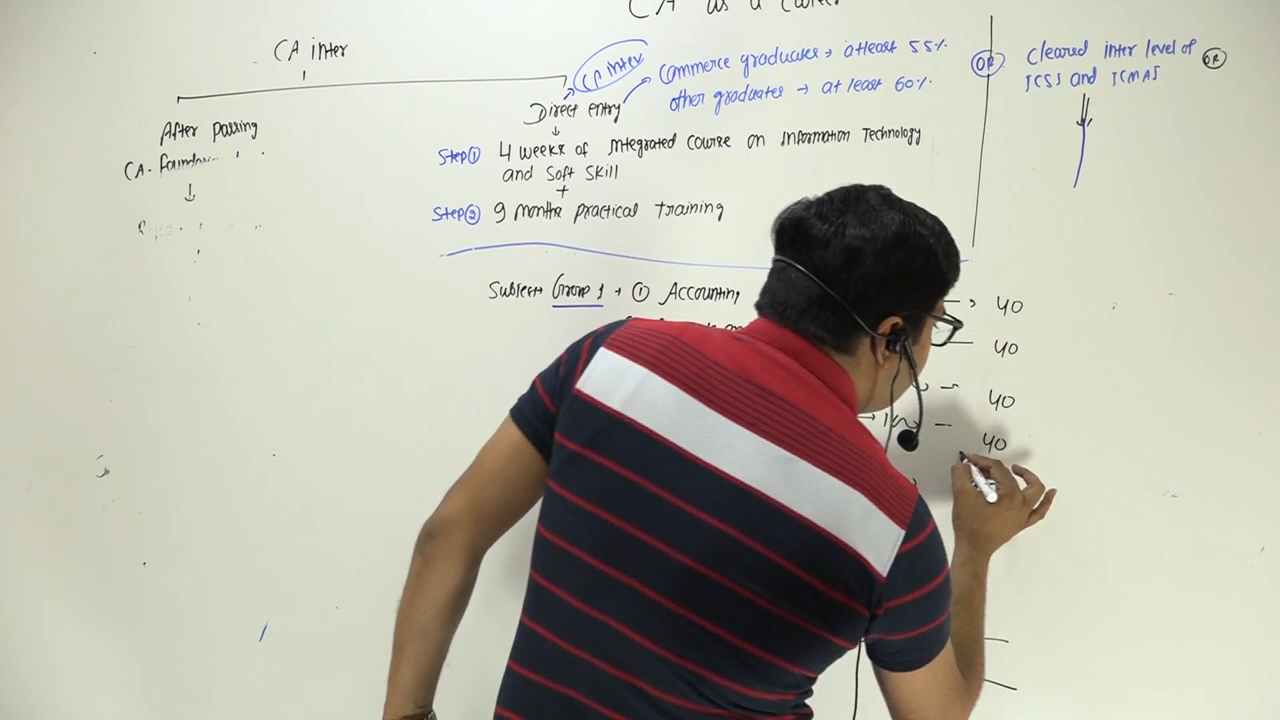 CA as a Career
CA inter
After passing
CA-Foundation
CA inter
Direct entry
Commerce graduates → atleast 55%
other graduates → at least 60%
OR
Cleared inter level of
ICSI and ICMAI
OR
Step① 4 weeks of Integrated Course on Information Technology
and Soft Skill
+
Step② 9 months practical training
Subject Group 1 → ① Accounting
→ 40
— 40
— 40
→ 100 — 40